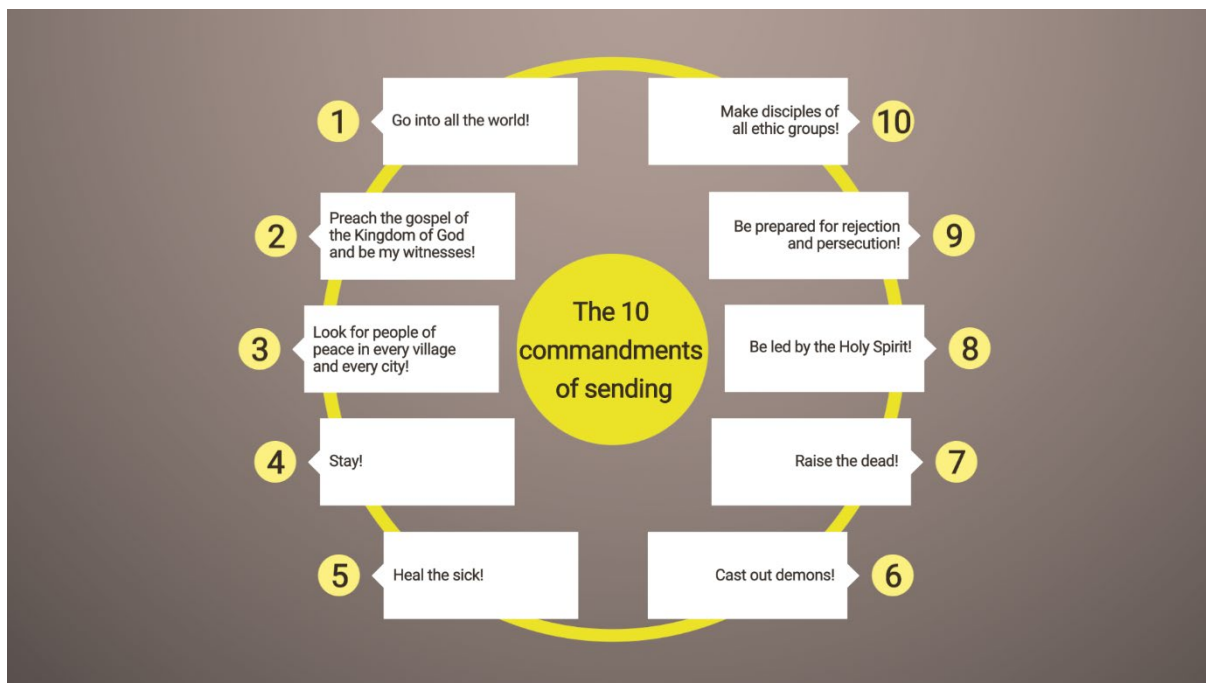 The 10
commandments
of sending
1
Go into all the world!
2
Preach the gospel of
the Kingdom of God
and be my witnesses!
3
Look for people of
peace in every village
and every city!
4
Stay!
5
Heal the sick!
6
Cast out demons!
7
Raise the dead!
8
Be led by the Holy Spirit!
9
Be prepared for rejection
and persecution!
10
Make disciples of
all ethic groups!